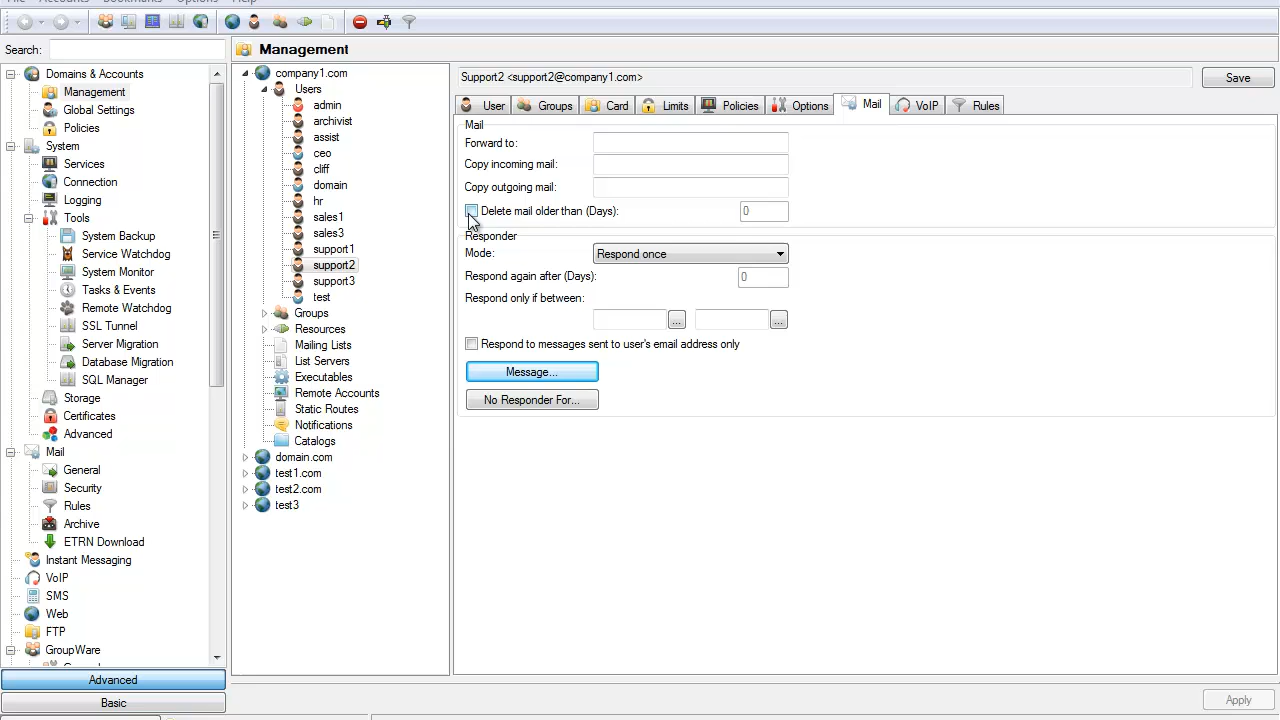 File Accounts Bookmarks Options Help
Search:
Domains & Accounts
Management
Global Settings
Policies
System
Services
Connection
Logging
Tools
System Backup
Service Watchdog
System Monitor
Tasks & Events
Remote Watchdog
SSL Tunnel
Server Migration
Database Migration
SQL Manager
Storage
Certificates
Advanced
Mail
General
Security
Rules
Archive
ETRN Download
Instant Messaging
VoIP
SMS
Web
FTP
GroupWare
Advanced
Basic
Management
company1.com
Users
admin
archivist
assist
ceo
cliff
domain
hr
sales1
sales3
support1
support2
support3
test
Groups
Resources
Mailing Lists
List Servers
Executables
Remote Accounts
Static Routes
Notifications
Catalogs
domain.com
test1.com
test2.com
test3
Support2 <support2@company1.com>
Save
User Groups Card Limits Policies Options Mail VoIP Rules
Mail
Forward to:
Copy incoming mail:
Copy outgoing mail:
Delete mail older than (Days): 0
Responder
Mode: Respond once
Respond again after (Days): 0
Respond only if between:
... ...
Respond to messages sent to user's email address only
Message...
No Responder For...
Apply